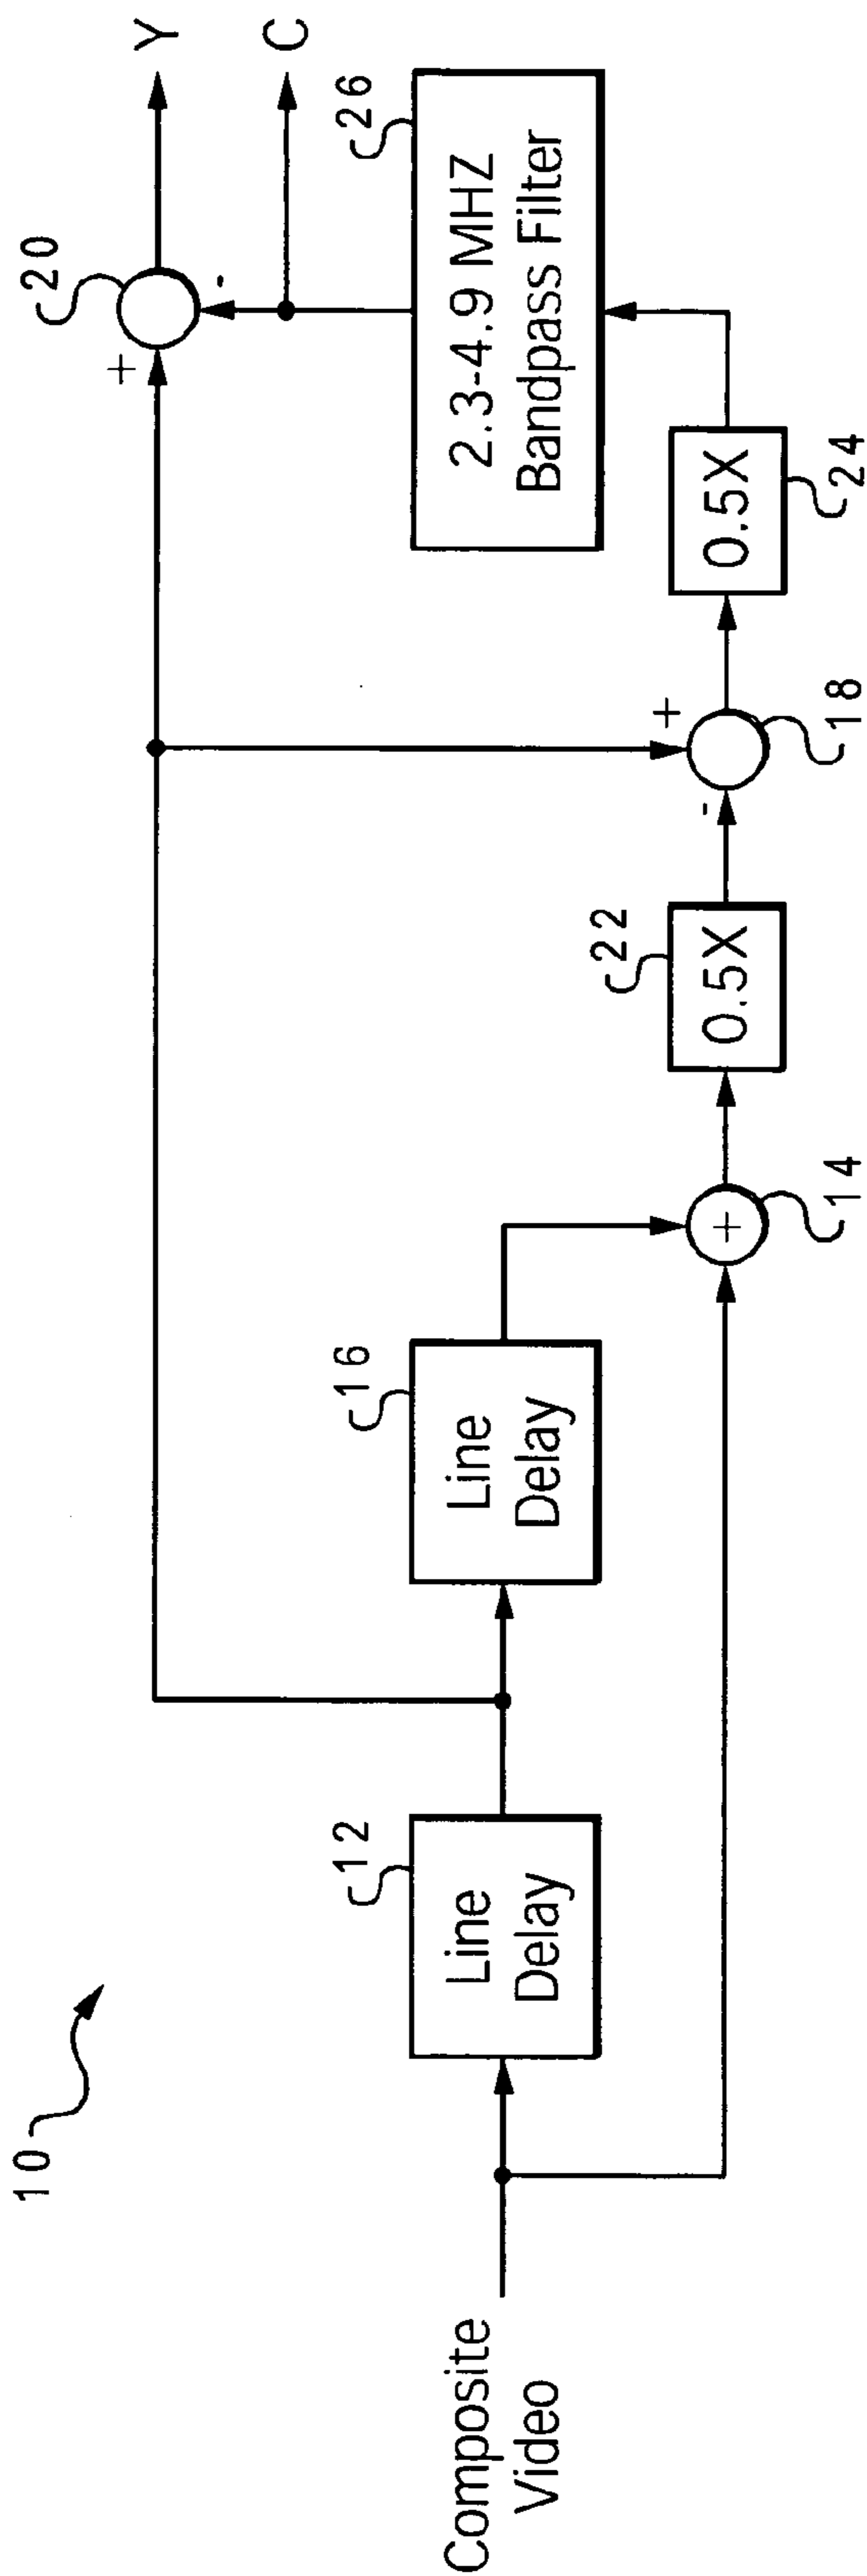 10
Composite
Video
12
Line
Delay
16
Line
Delay
14
+
22
0.5X
-
+
18
24
0.5X
26
2.3-4.9 MHZ
Bandpass Filter
20
+
-
Y
C